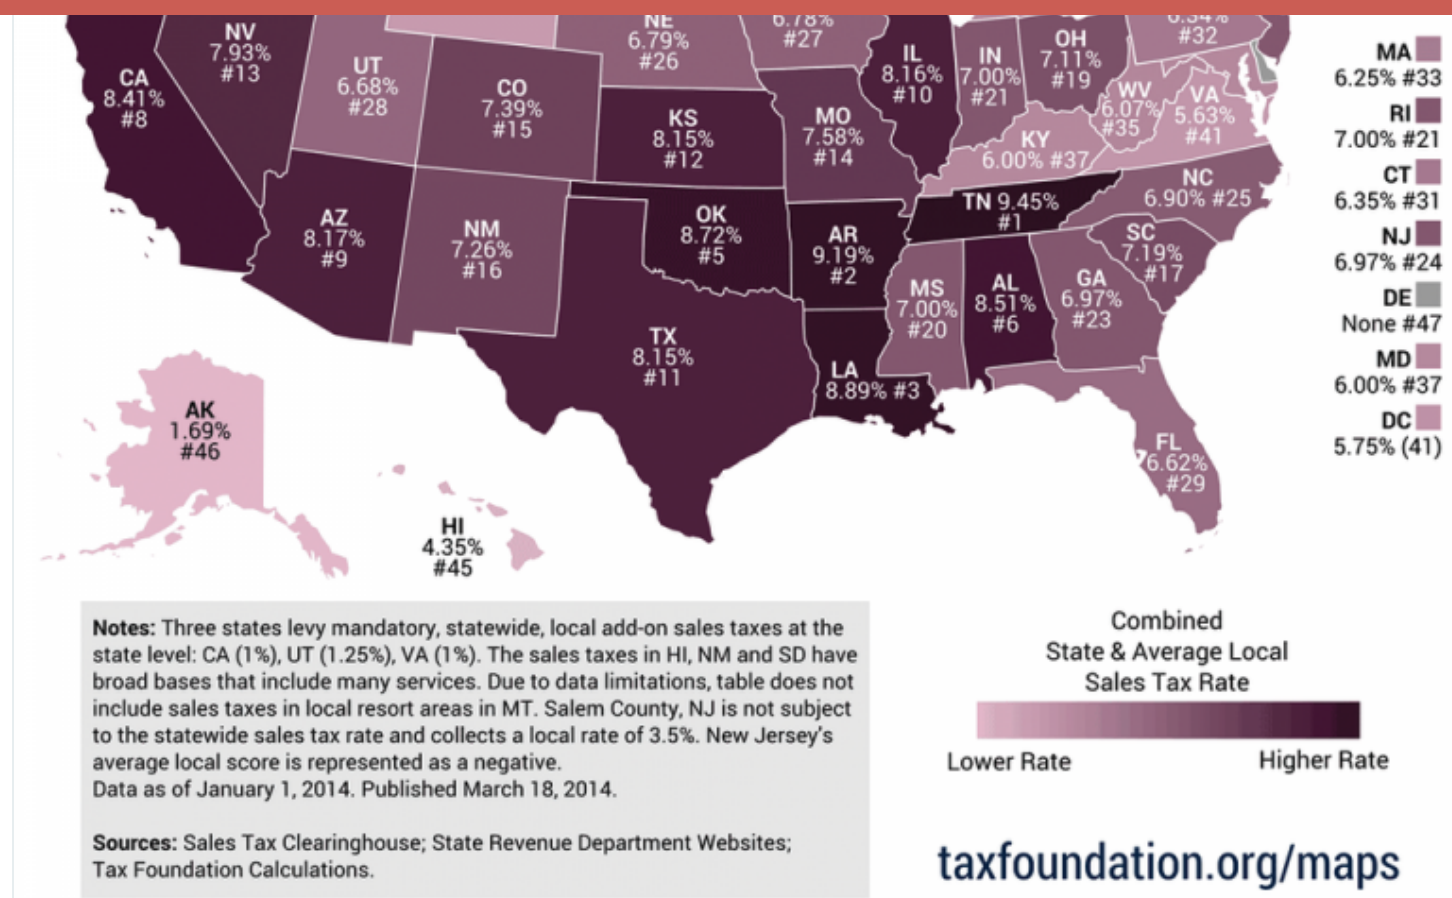 NV
7.93%
#13
CA
8.41%
#8
UT
6.68%
#28
CO
7.39%
#15
NE
6.79%
#26
6.78%
#27
KS
8.15%
#12
MO
7.58%
#14
IL
8.16%
#10
IN
7.00%
#21
OH
7.11%
#19
6.34%
#32
WV
6.07%
#35
VA
5.63%
#41
KY
6.00% #37
AZ
8.17%
#9
NM
7.26%
#16
OK
8.72%
#5
AR
9.19%
#2
TN 9.45%
#1
NC
6.90% #25
SC
7.19%
#17
MS
7.00%
#20
AL
8.51%
#6
GA
6.97%
#23
TX
8.15%
#11
LA
8.89% #3
FL
6.62%
#29
AK
1.69%
#46
HI
4.35%
#45
MA
6.25% #33
RI
7.00% #21
CT
6.35% #31
NJ
6.97% #24
DE
None #47
MD
6.00% #37
DC
5.75% (41)
Notes: Three states levy mandatory, statewide, local add-on sales taxes at the
state level: CA (1%), UT (1.25%), VA (1%). The sales taxes in HI, NM and SD have
broad bases that include many services. Due to data limitations, table does not
include sales taxes in local resort areas in MT. Salem County, NJ is not subject
to the statewide sales tax rate and collects a local rate of 3.5%. New Jersey's
average local score is represented as a negative.
Data as of January 1, 2014. Published March 18, 2014.
Sources: Sales Tax Clearinghouse; State Revenue Department Websites;
Tax Foundation Calculations.
Combined
State & Average Local
Sales Tax Rate
Lower Rate
Higher Rate
taxfoundation.org/maps